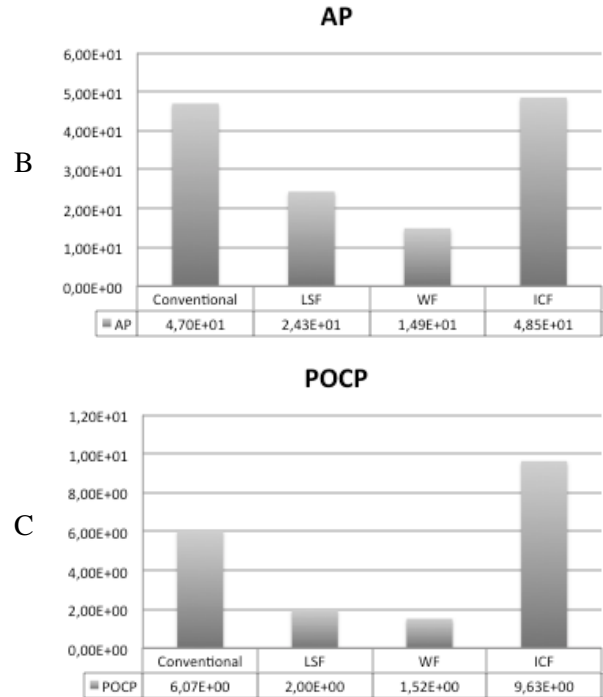 AP
B
6,00E+01
5,00E+01
4,00E+01
3,00E+01
2,00E+01
1,00E+01
0,00E+00
Conventional LSF WF ICF
AP 4,70E+01 2,43E+01 1,49E+01 4,85E+01
POCP
C
1,20E+01
1,00E+01
8,00E+00
6,00E+00
4,00E+00
2,00E+00
0,00E+00
Conventional LSF WF ICF
POCP 6,07E+00 2,00E+00 1,52E+00 9,63E+00